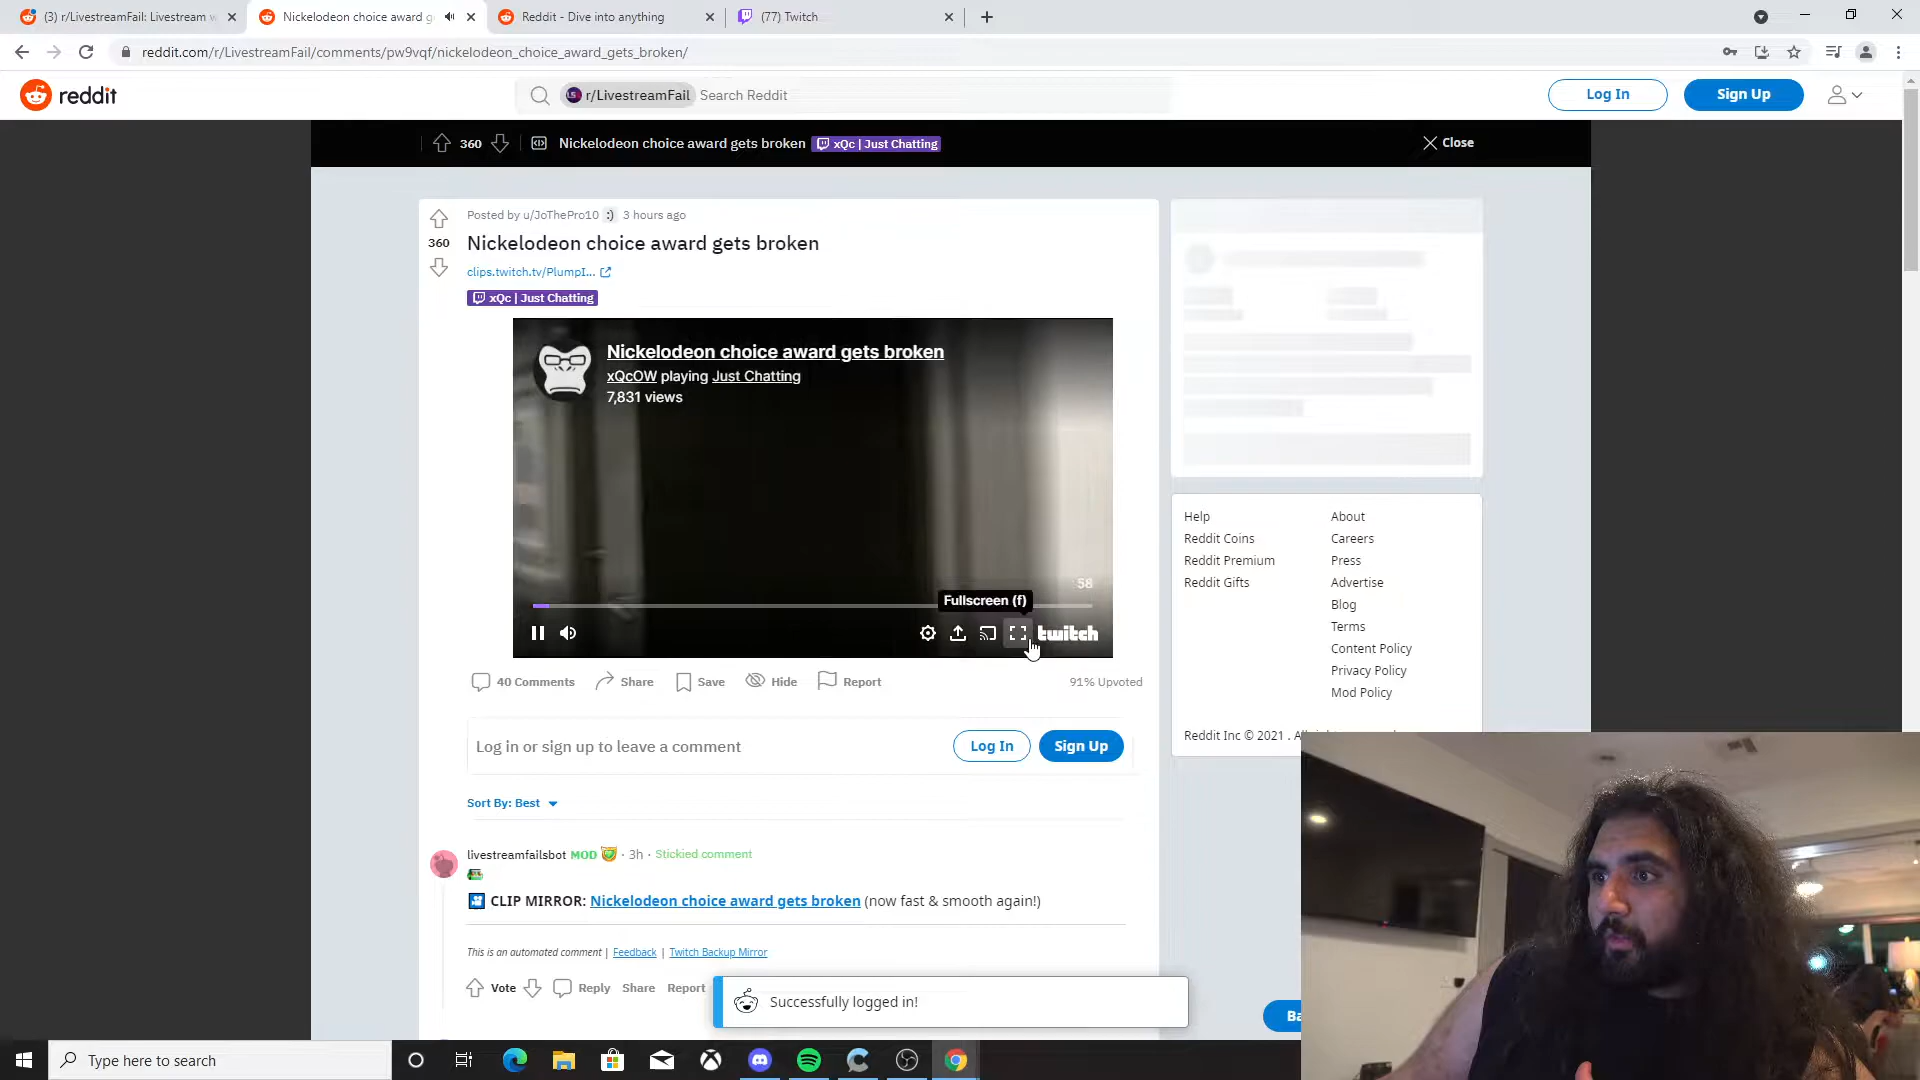 (3) r/LivestreamFail: Livestream w
Nickelodeon choice award g
Reddit - Dive into anything
(77) Twitch
reddit.com/r/LivestreamFail/comments/pw9vqf/nickelodeon_choice_award_gets_broken/
reddit
r/LivestreamFail Search Reddit
Log In
Sign Up
360
Nickelodeon choice award gets broken
xQc | Just Chatting
Close
Posted by u/JoThePro10 :) 3 hours ago
360
Nickelodeon choice award gets broken
clips.twitch.tv/PlumpI...
xQc | Just Chatting
Nickelodeon choice award gets broken
xQcOW playing Just Chatting
7,831 views
58
Fullscreen (f)
twitch
40 Comments
Share
Save
Hide
Report
91% Upvoted
Log in or sign up to leave a comment
Log In
Sign Up
Sort By: Best
livestreamfailsbot MOD · 3h · Stickied comment
CLIP MIRROR: Nickelodeon choice award gets broken (now fast & smooth again!)
This is an automated comment | Feedback | Twitch Backup Mirror
Vote
Reply
Share
Report
Successfully logged in!
Help
About
Reddit Coins
Careers
Reddit Premium
Press
Reddit Gifts
Advertise
Blog
Terms
Content Policy
Privacy Policy
Mod Policy
Reddit Inc © 2021 .
Ba
Type here to search